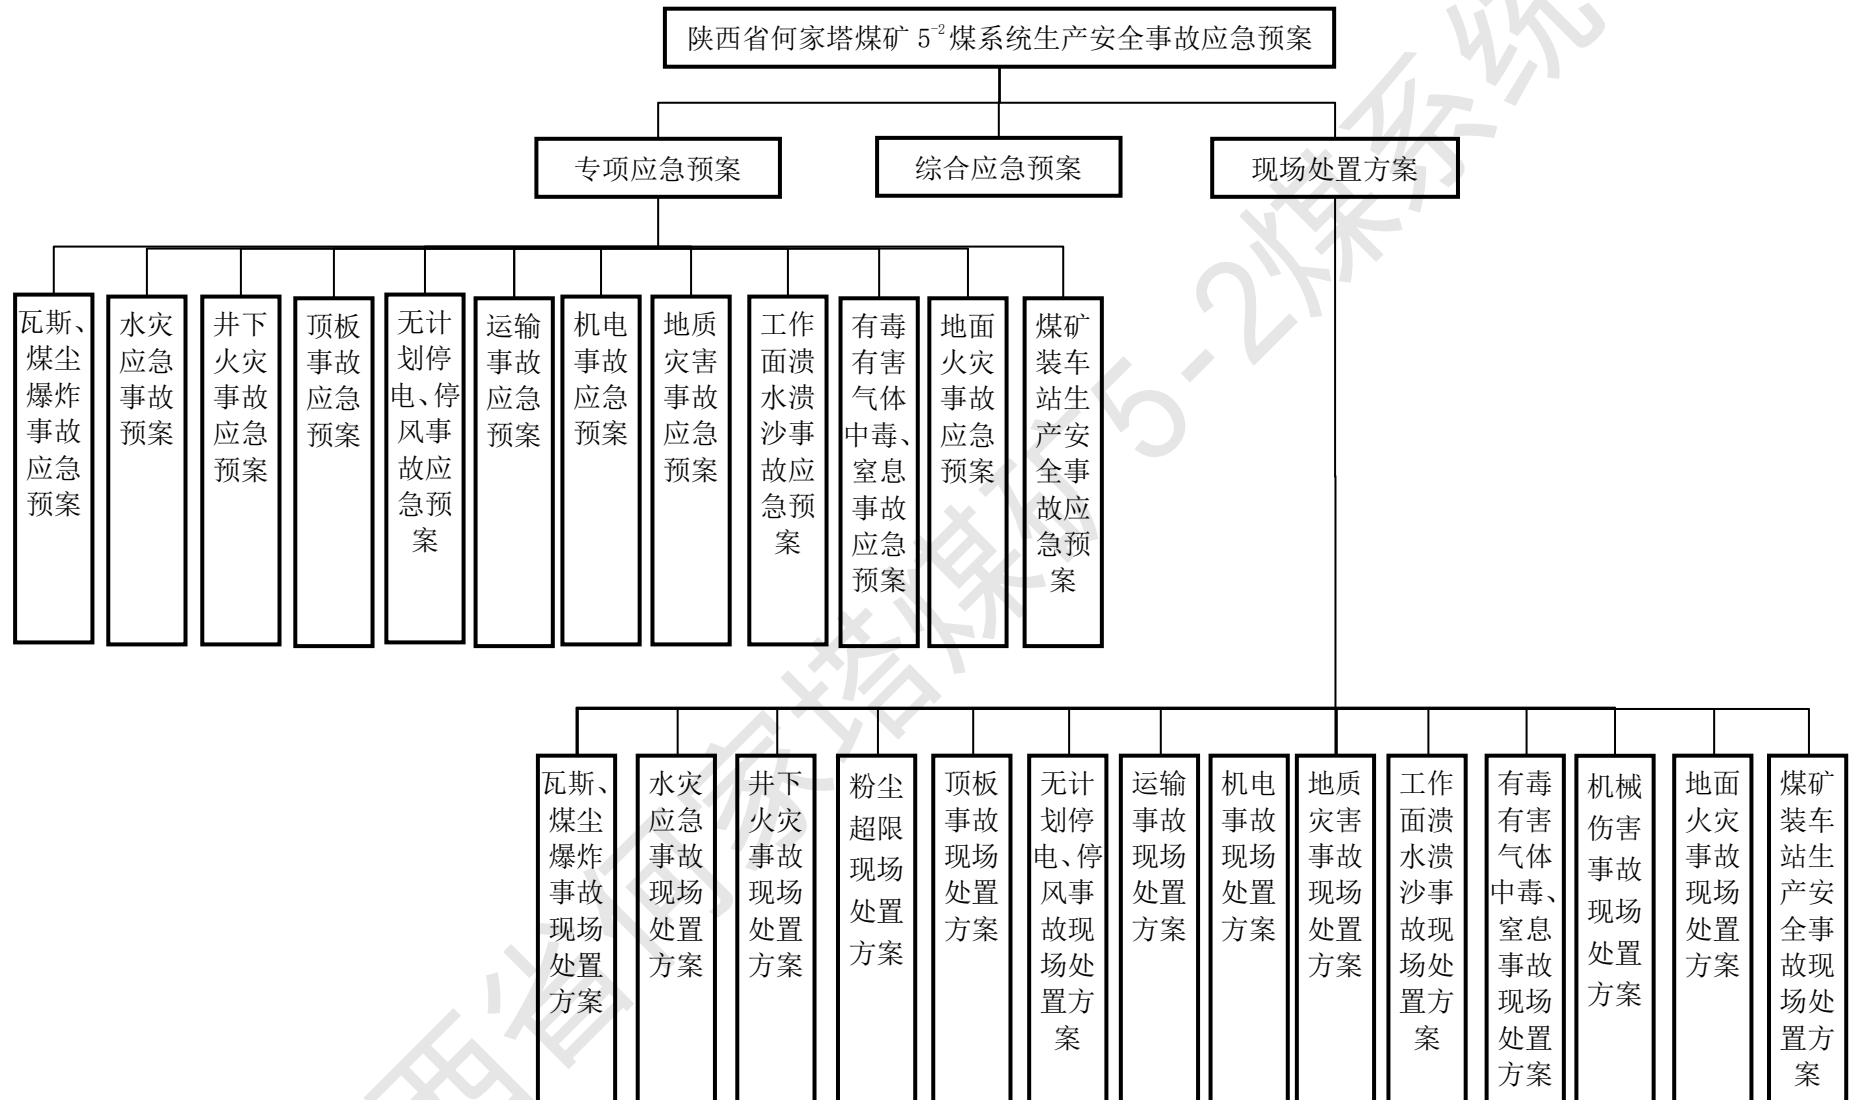 陕西省何家塔煤矿 5⁻²煤系统生产安全事故应急预案
专项应急预案
综合应急预案
现场处置方案
瓦斯、
煤尘
爆炸
事故
应急
预案
水灾
应急
事故
预案
井下
火灾
事故
应急
预案
顶板
事故
应急
预案
无计
划停
电、停
风事
故应
急预
案
运输
事故
应急
预案
机电
事故
应急
预案
地质
灾害
事故
应急
预案
工作
面溃
水溃
沙事
故应
急预
案
有毒
有害
气体
中毒、
窒息
事故
应急
预案
地面
火灾
事故
应急
预案
煤矿
装车
站生
产安
全事
故应
急预
案
瓦斯、
煤尘
爆炸
事故
现场
处置
方案
水灾
应急
事故
现场
处置
方案
井下
火灾
事故
现场
处置
方案
粉尘
超限
现场
处置
方案
顶板
事故
现场
处置
方案
无计
划停
电、停
风事
故现
场处
置方
案
运输
事故
现场
处置
方案
机电
事故
现场
处置
方案
地质
灾害
事故
现场
处置
方案
工作
面溃
水溃
沙事
故现
场处
置方
案
有毒
有害
气体
中毒、
窒息
事故
现场
处置
方案
机械
伤害
事故
现场
处置
方案
地面
火灾
事故
现场
处置
方案
煤矿
装车
站生
产安
全事
故现
场处
置方
案
西省何家塔煤矿5-2煤系统